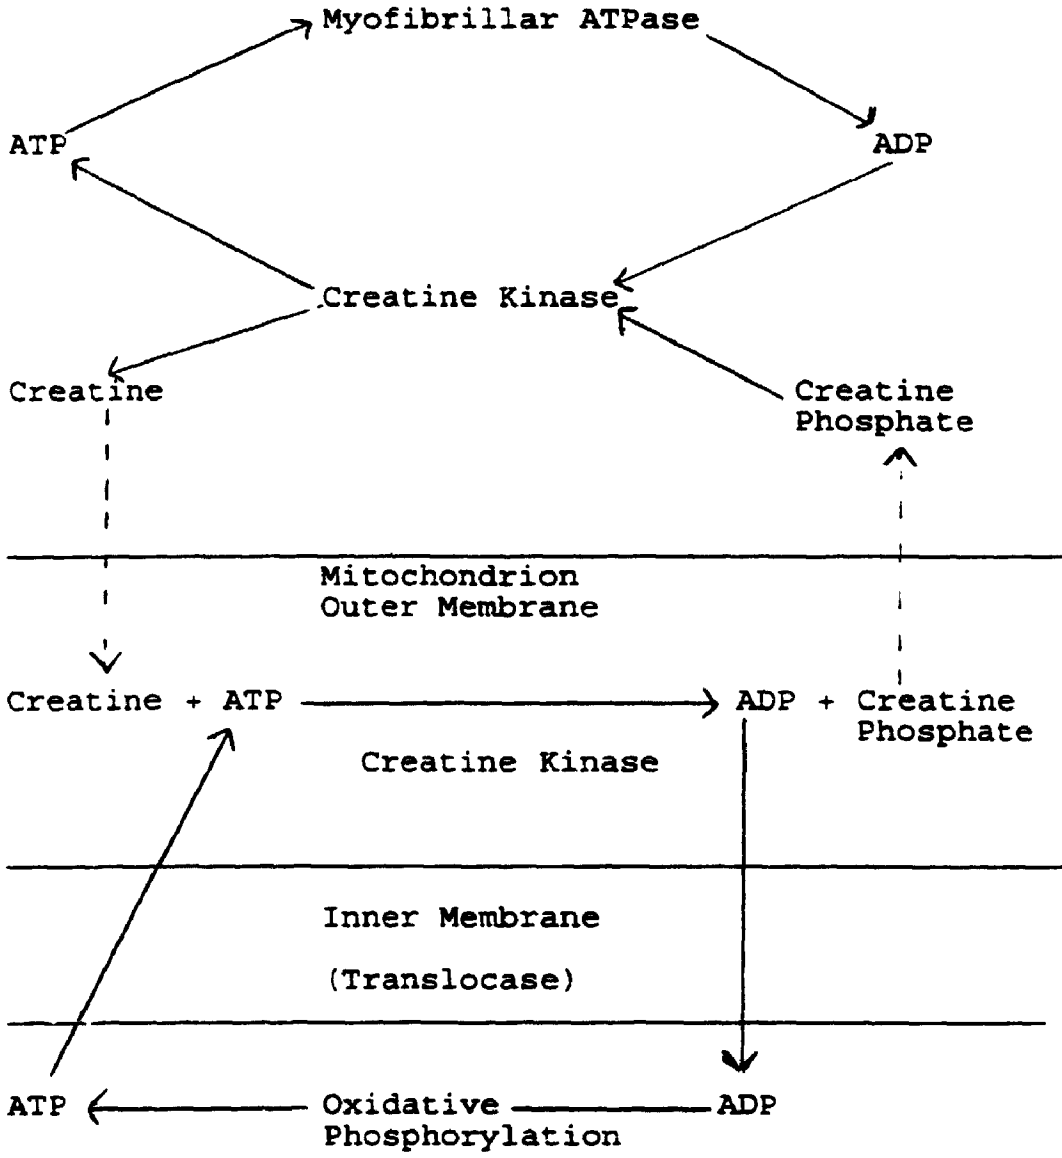 Myofibrillar ATPase
ATP
ADP
Creatine Kinase
Creatine
Creatine
Phosphate
Mitochondrion
Outer Membrane
Creatine + ATP
ADP + Creatine
Phosphate
Creatine Kinase
Inner Membrane
(Translocase)
ATP
Oxidative
Phosphorylation
ADP